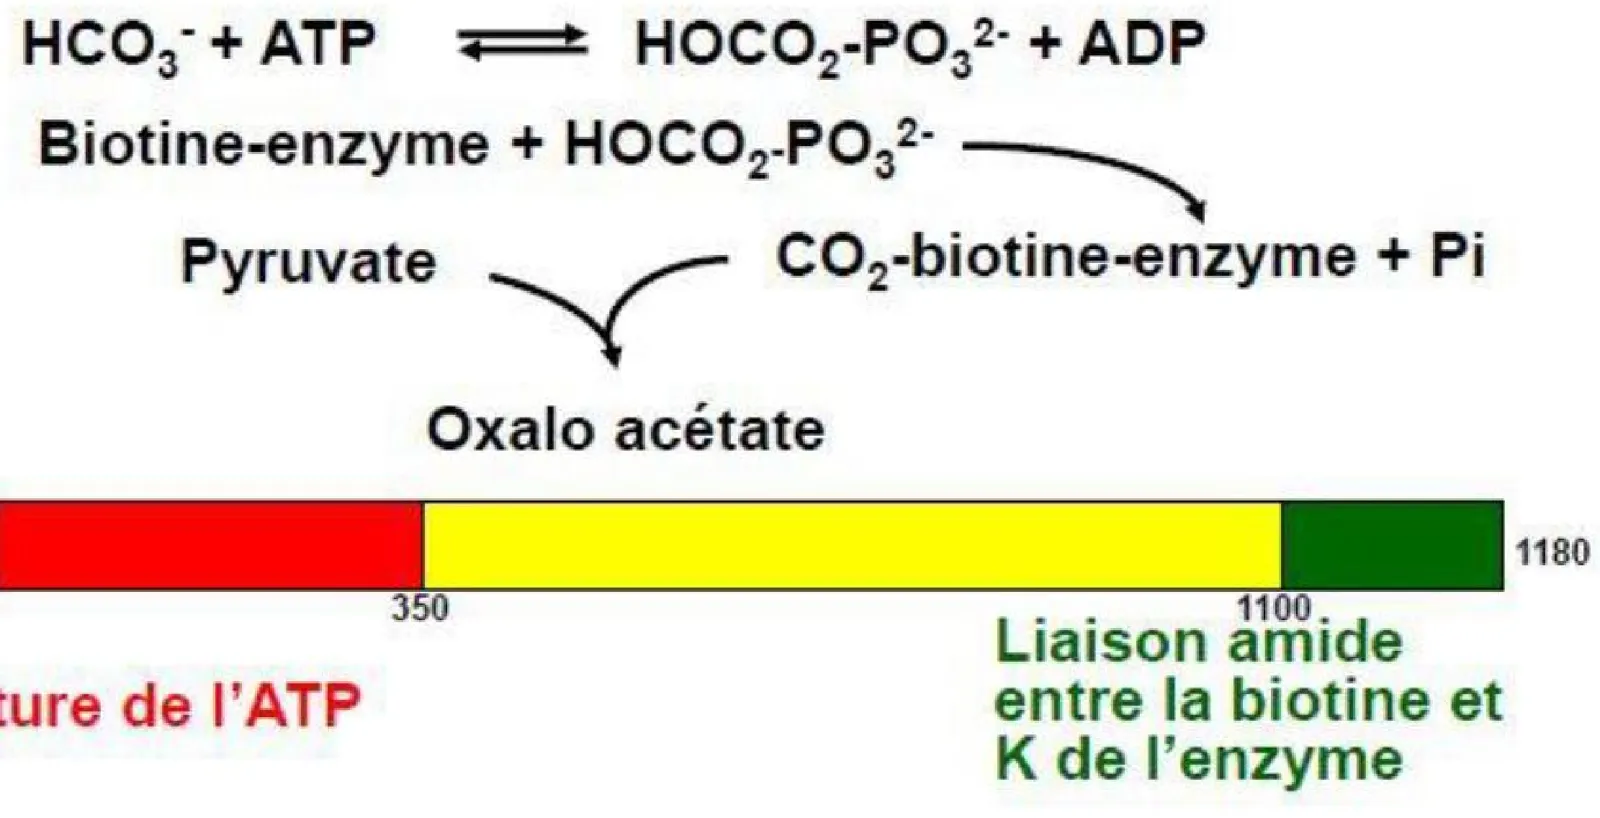 HCO₃⁻ + ATP ⇌ HOCO₂-PO₃²⁻ + ADP
Biotine-enzyme + HOCO₂-PO₃²⁻
Pyruvate CO₂-biotine-enzyme + Pi
Oxalo acétate
1180
350 1100
Liaison amide
ture de l'ATP entre la biotine et
K de l'enzyme